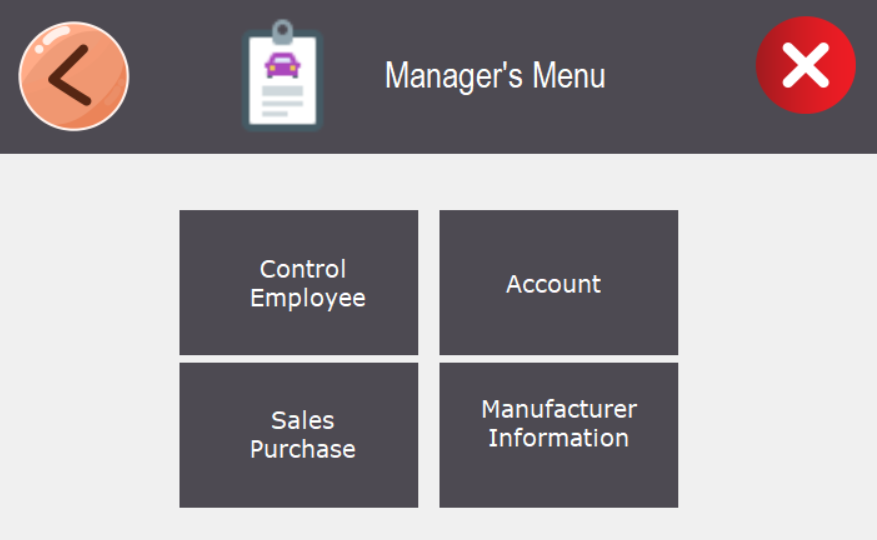 Manager's Menu
Control
Employee
Account
Sales
Purchase
Manufacturer
Information